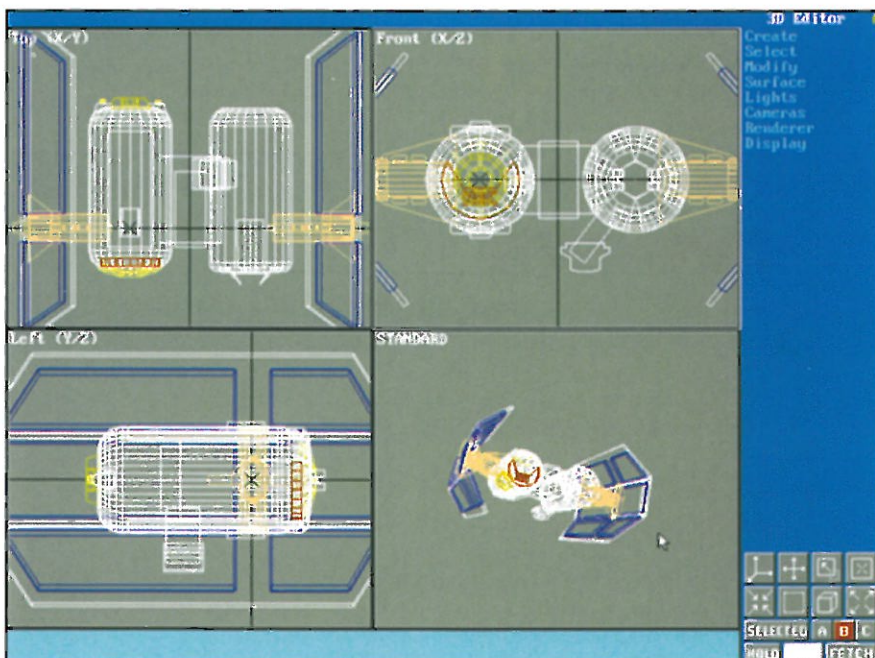 3D Editor
Top (X/Y)
Front (X/Z)
Create
Select
Modify
Surface
Lights
Cameras
Renderer
Display
Left (Y/Z)
STANDARD
SELECTED A B C
HOLD FETCH